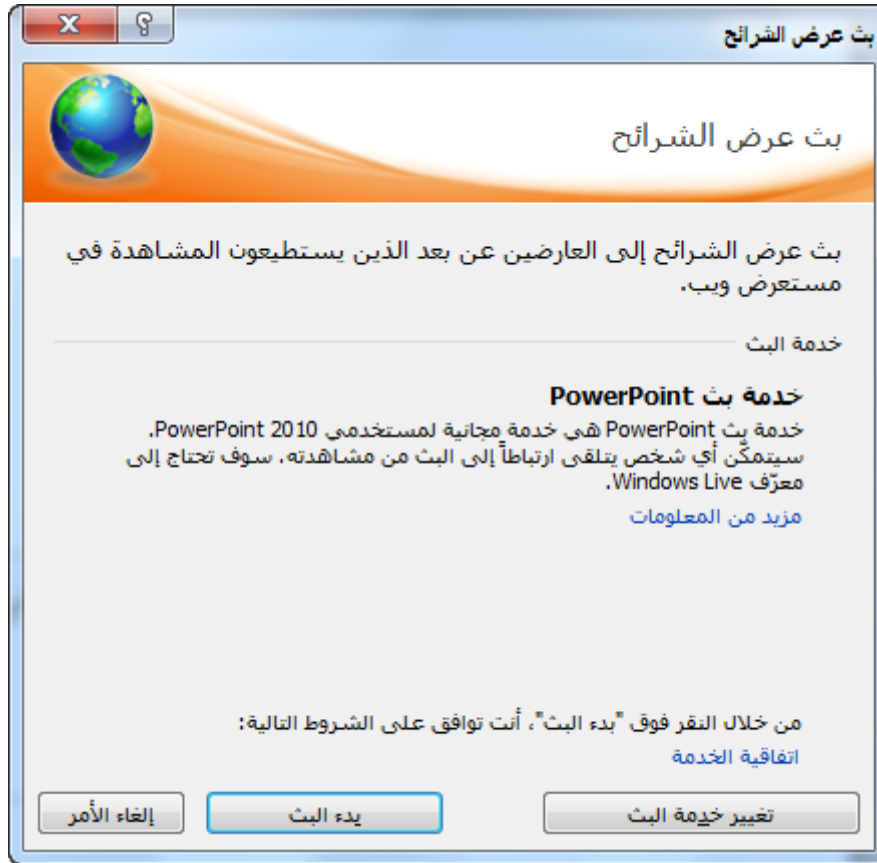 بث عرض الشرائح
بث عرض الشرائح
بث عرض الشرائح إلى العارضين عن بعد الذين يستطيعون المشاهدة في
مستعرض ويب.
خدمة البث
خدمة بث PowerPoint
خدمة بث PowerPoint هي خدمة مجانية لمستخدمي PowerPoint 2010.
سيتمكّن أي شخص يتلقى ارتباطاً إلى البث من مشاهدته. سوف تحتاج إلى
معرّف Windows Live.
مزيد من المعلومات
من خلال النقر فوق "بدء البث"، أنت توافق على الشروط التالية:
اتفاقية الخدمة
تغيير خدمة البث
بدء البث
إلغاء الأمر